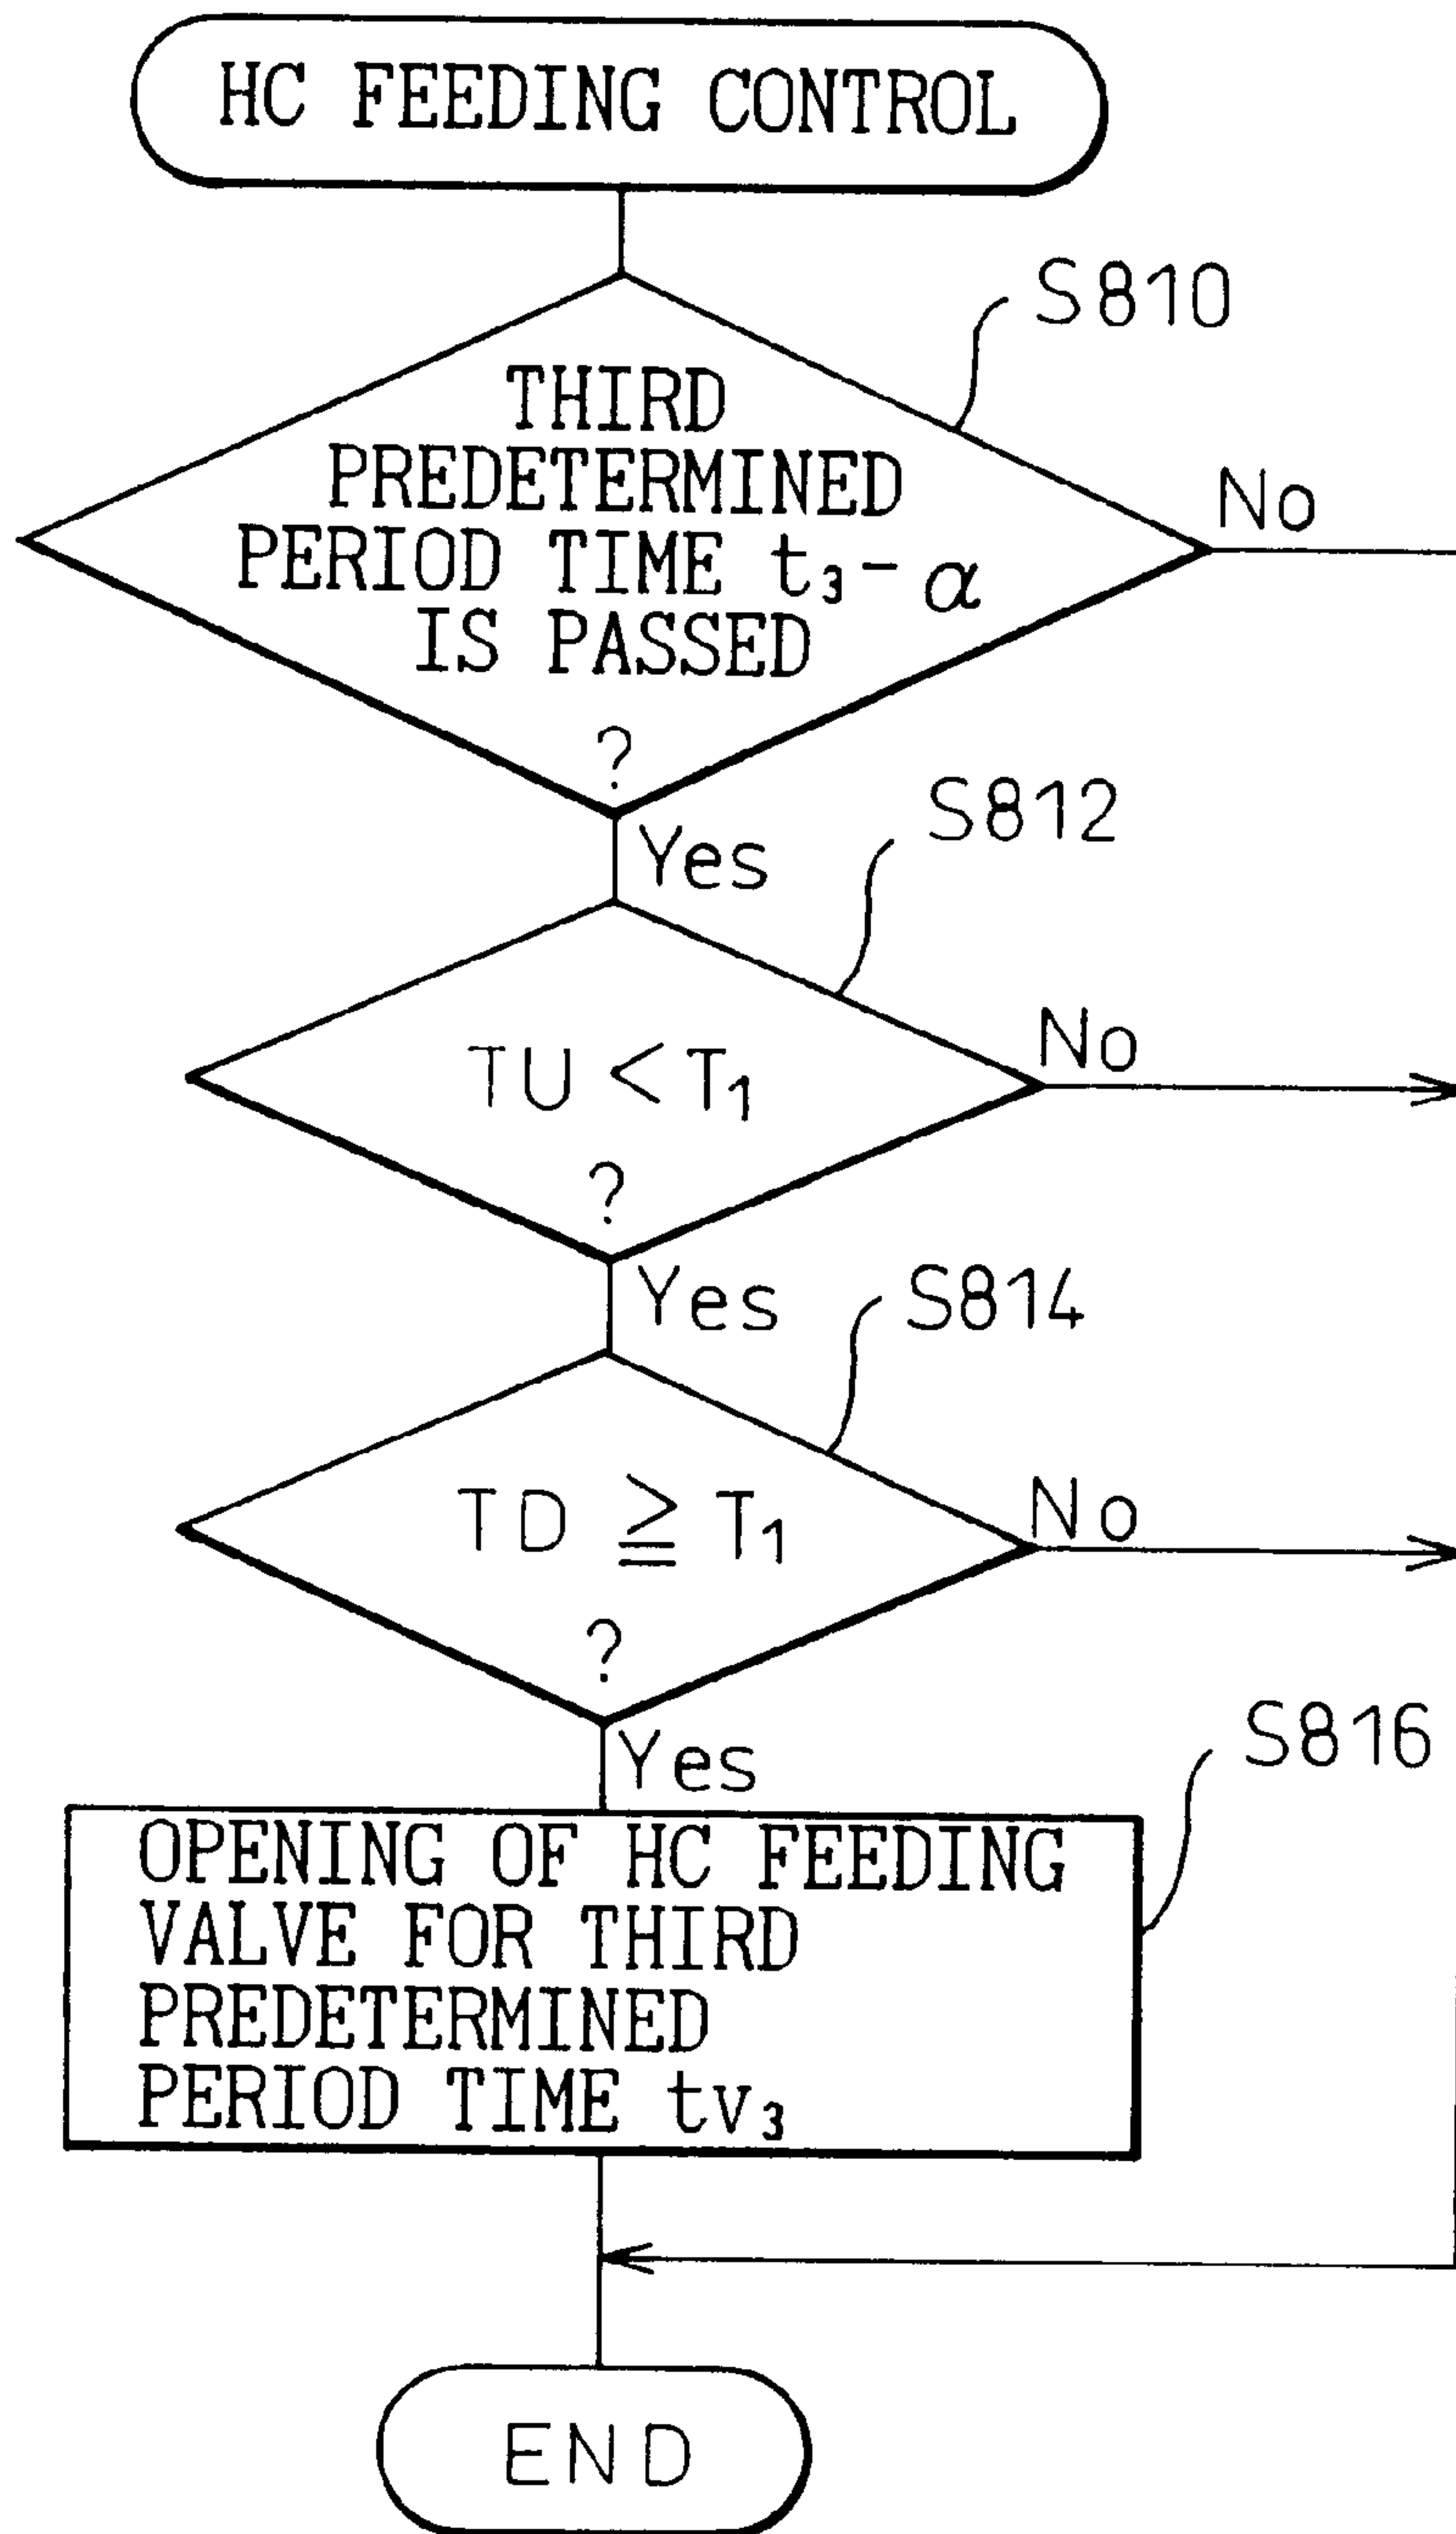 HC FEEDING CONTROL
S810
THIRD
PREDETERMINED
PERIOD TIME t₃-α
IS PASSED
?
No
Yes
S812
TU < T₁
?
No
Yes
S814
TD ≧ T₁
?
No
Yes
S816
OPENING OF HC FEEDING
VALVE FOR THIRD
PREDETERMINED
PERIOD TIME tv₃
END